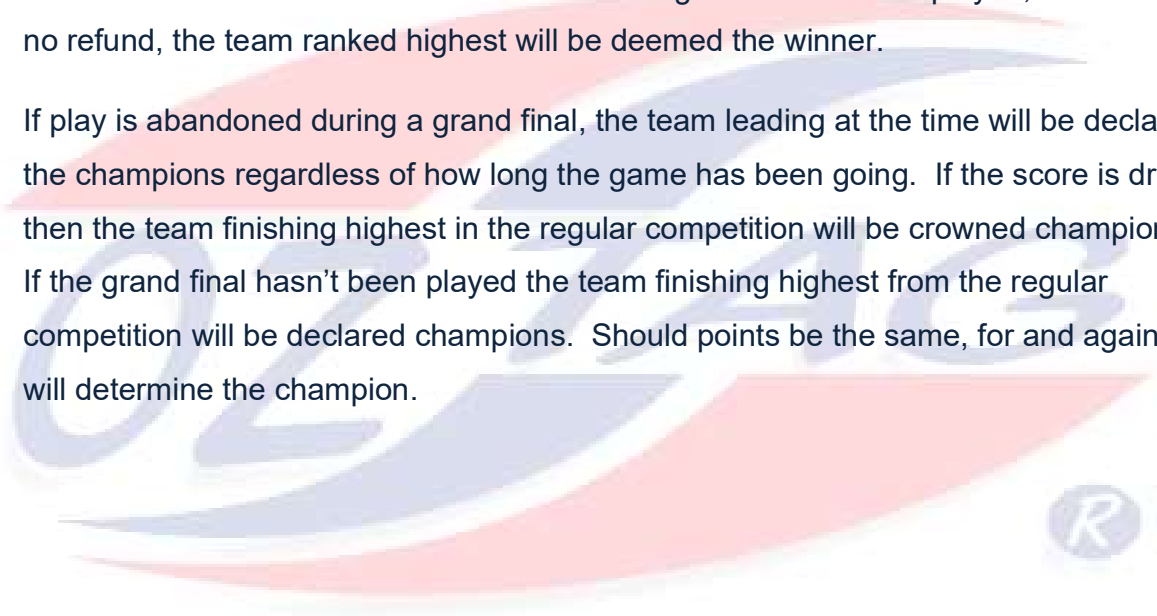 no refund, the team ranked highest will be deemed the winner.
If play is abandoned during a grand final, the team leading at the time will be
the champions regardless of how long the game has been going.  If the score is
then the team finishing highest in the regular competition will be crowned
If the grand final hasn't been played the team finishing highest from the regular
competition will be declared champions.  Should points be the same, for and
will determine the champion.
OZ TAG
R